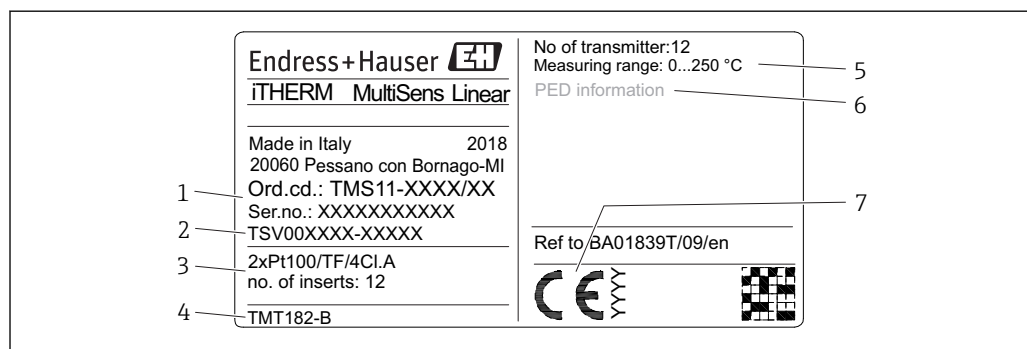 Endress+Hauser EH
iTHERM MultiSens Linear
Made in Italy 2018
20060 Pessano con Bornago-MI
Ord.cd.: TMS11-XXXX/XX
Ser.no.: XXXXXXXXXXX
TSV00XXXX-XXXXX
2xPt100/TF/4Cl.A
no. of inserts: 12
TMT182-B
No of transmitter:12
Measuring range: 0...250 °C
PED information
Ref to BA01839T/09/en
CE YYYY
1
2
3
4
5
6
7